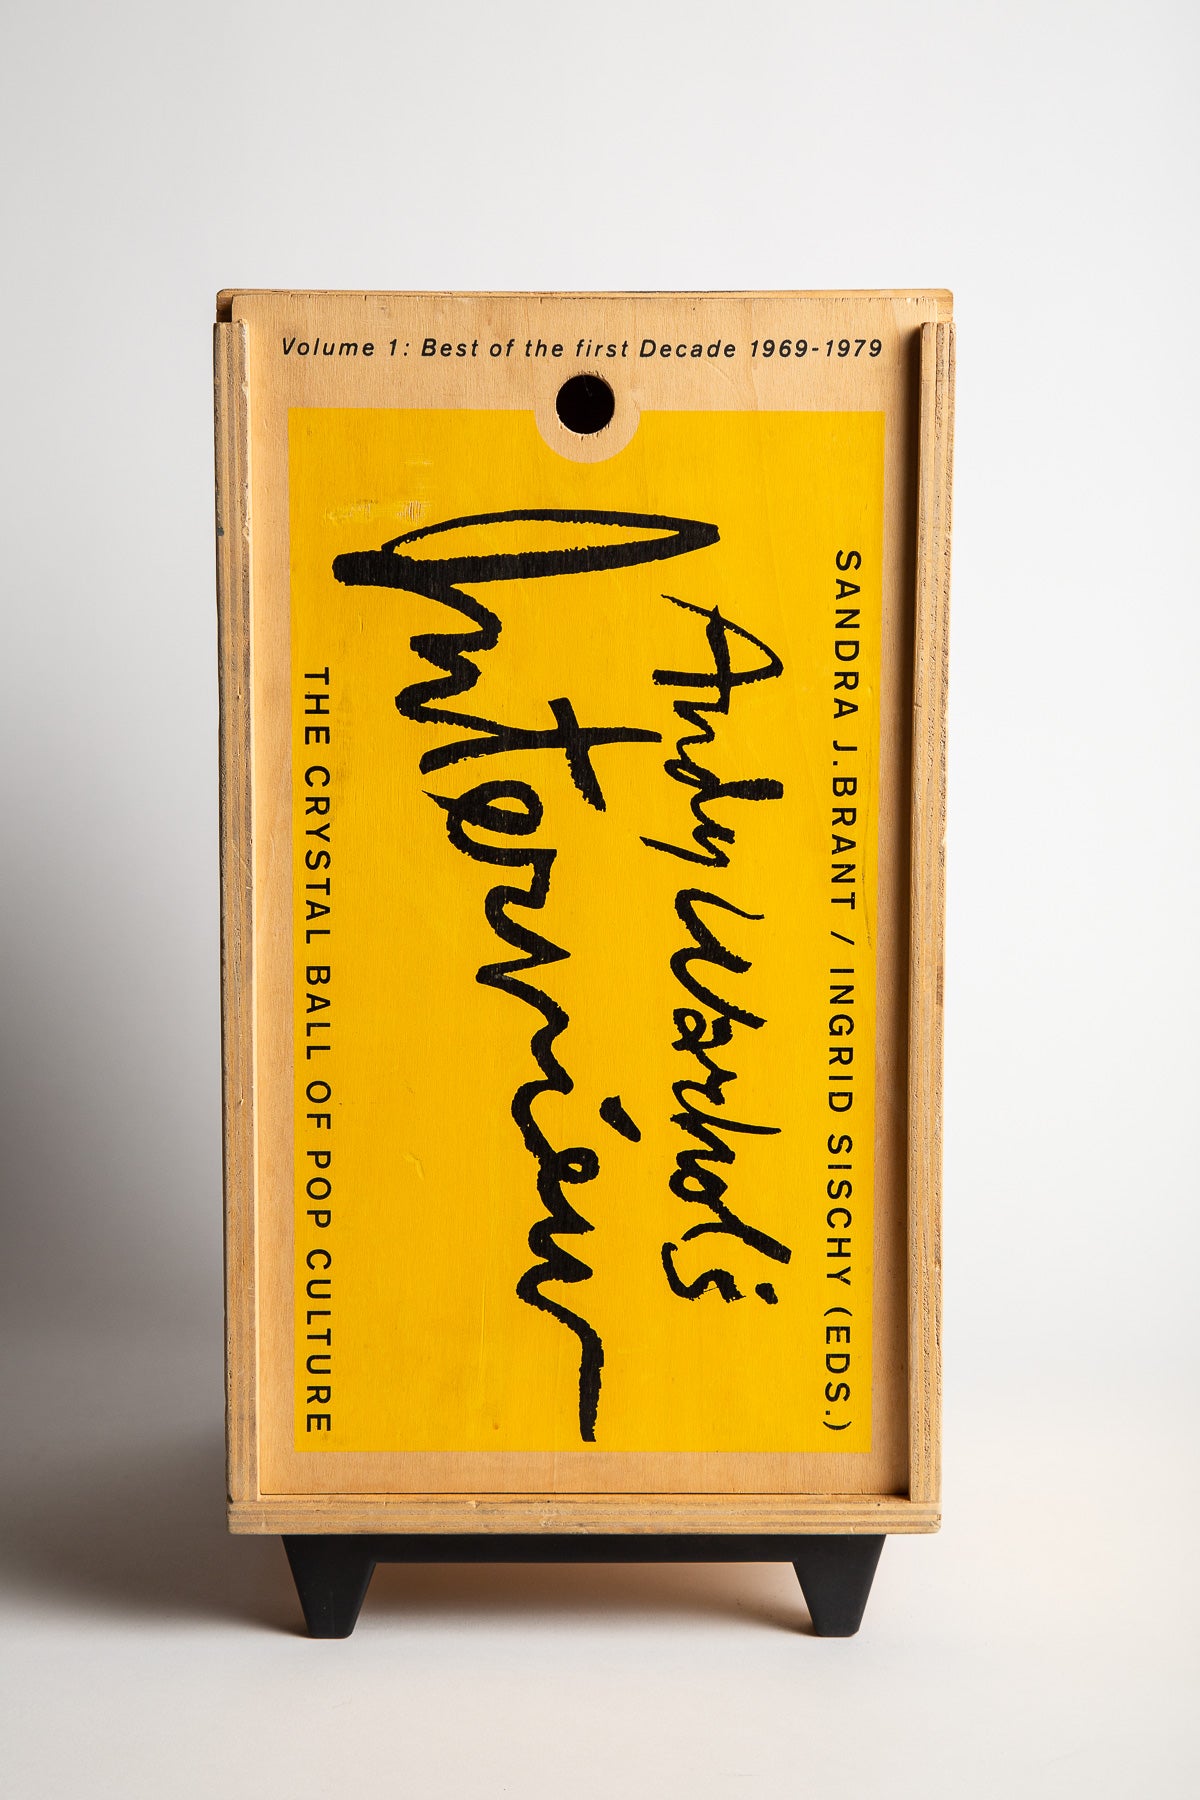 Volume 1: Best of the first Decade 1969-1979
SANDRA J. BRANT / INGRID SISCHY (EDS.)
Andy Warhol's
Interview
THE CRYSTAL BALL OF POP CULTURE